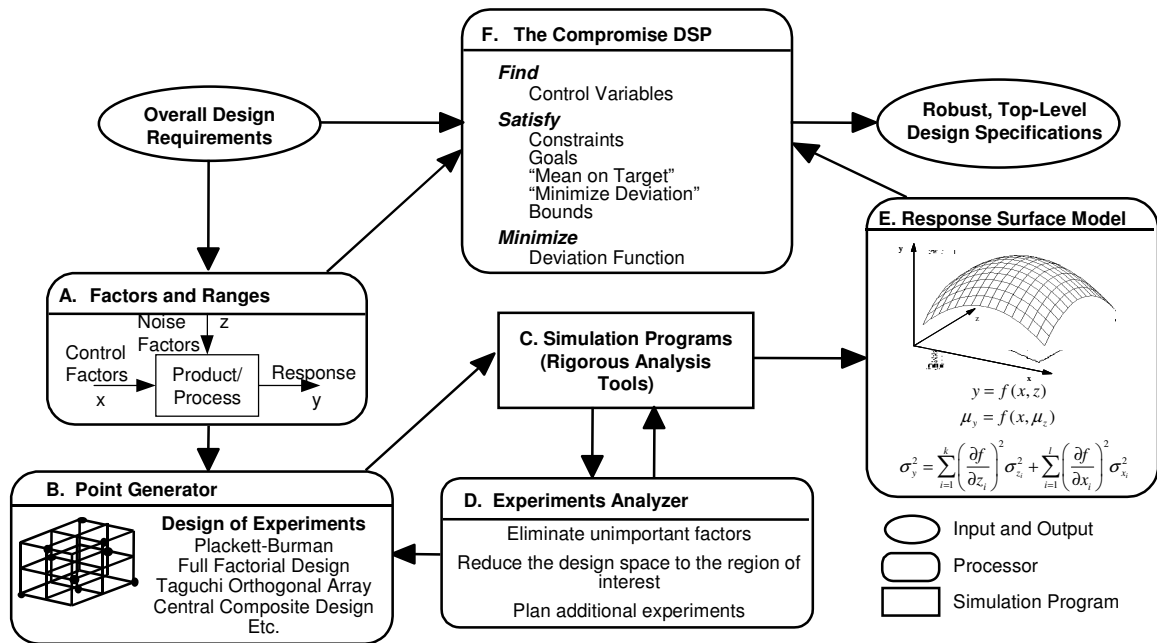 F. The Compromise DSP
Find
Control Variables
Satisfy
Constraints
Goals
“Mean on Target”
“Minimize Deviation”
Bounds
Minimize
Deviation Function
Overall Design
Requirements
Robust, Top-Level
Design Specifications
A. Factors and Ranges
Noise
Factors
z
Control
Factors
x
Product/
Process
Response
y
C. Simulation Programs
(Rigorous Analysis
Tools)
E. Response Surface Model
y
z
x
y = f(x, z)
μ_y = f(x, μ_z)
σ_y^2 = ∑_{i=1}^{k} (∂f/∂z_i)^2 σ_{z_i}^2 + ∑_{i=1}^{l} (∂f/∂x_i)^2 σ_{x_i}^2
B. Point Generator
Design of Experiments
Plackett-Burman
Full Factorial Design
Taguchi Orthogonal Array
Central Composite Design
Etc.
D. Experiments Analyzer
Eliminate unimportant factors
Reduce the design space to the region of
interest
Plan additional experiments
Input and Output
Processor
Simulation Program